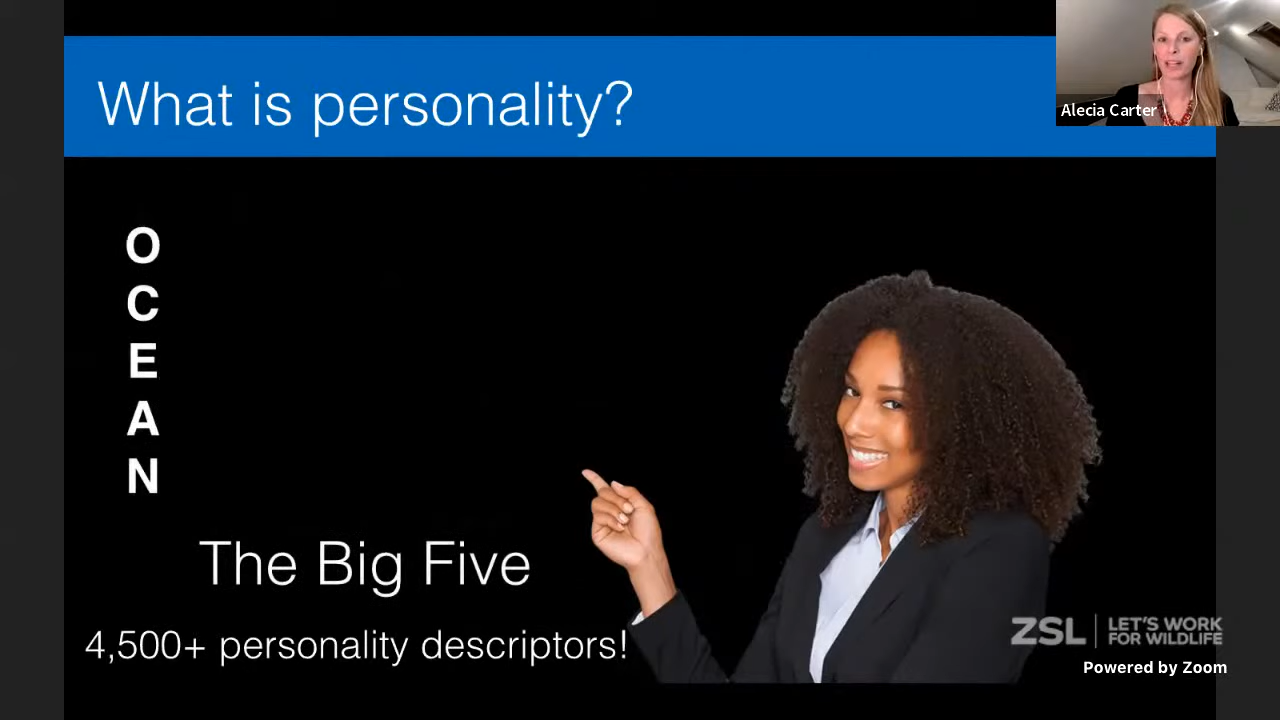 What is personality?
Alecia Carter
O
C
E
A
N
The Big Five
4,500+ personality descriptors!
ZSL
LET'S WORK
FOR WILDLIFE
Powered by Zoom